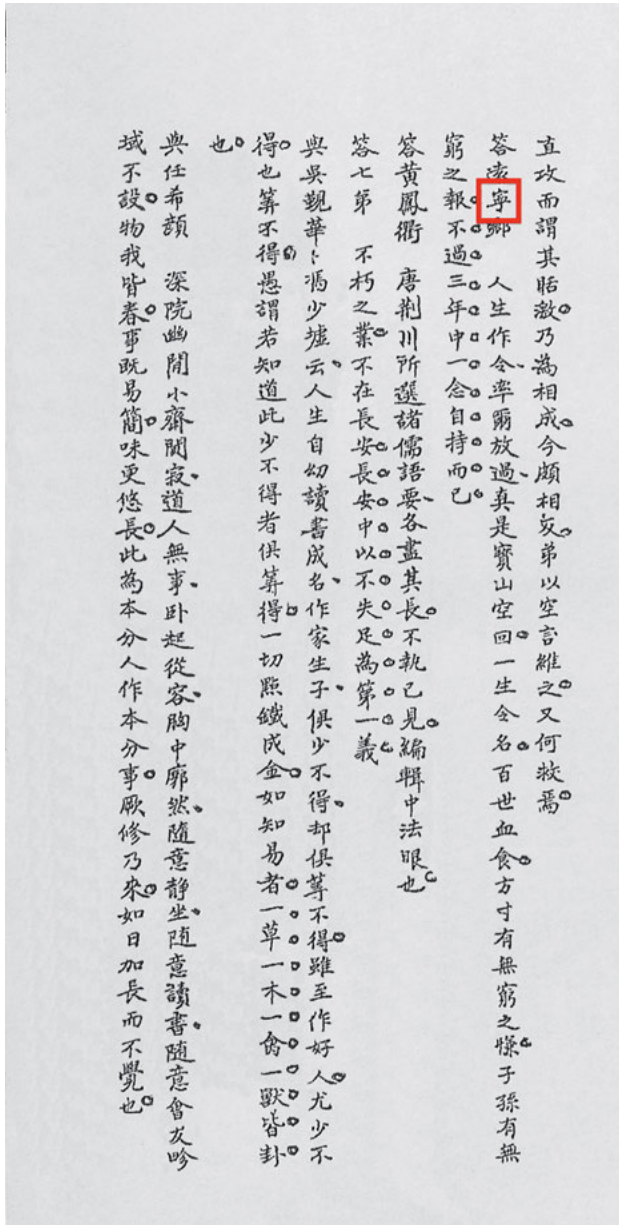 直攻而謂其貼激乃為相成今頗相反弟以空言維之又何救焉
答凌寧鄉　人生作令率爾放過真是寶山空回一生令名百世血食方寸有無窮之慊子孫有無
窮之報不過三年中一念自持而已
答黃鳳衢　唐荊川所選諸儒語要各盡其長不執己見編輯中法眼也
答七弟　不朽之業不在長安長安中以不失足為第一義
與吳覲華　馮少墟云人生自幼讀書成名作家生子俱少不得却俱筭不得雖至作好人尤少不
得也筭不得愚謂若知道此少不得者俱筭得一切點鐵成金如知易者一草一木一禽一獸皆卦
也
與任希顏　深院幽閒小齋閴寂道人無事卧起從容胸中廓然隨意靜坐隨意讀書隨意會友吟
域不設物我皆春事既易簡味更悠長此為本分人作本分事厥修乃來如日加長而不覺也